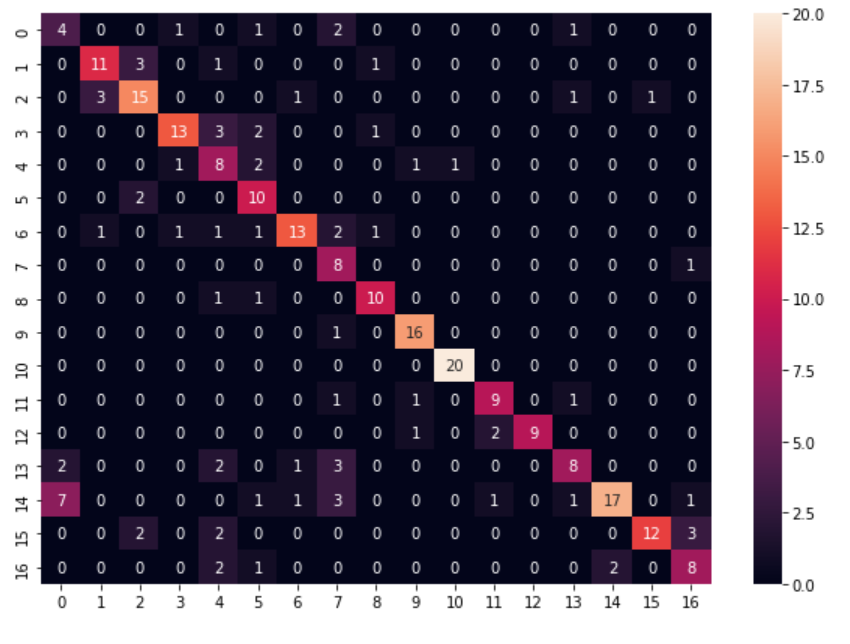 0 4 0 0 1 0 1 0 2 0 0 0 0 0 1 0 0 0
1 0 11 3 0 1 0 0 0 1 0 0 0 0 0 0 0 0
2 0 3 15 0 0 0 1 0 0 0 0 0 0 1 0 1 0
3 0 0 0 13 3 2 0 0 1 0 0 0 0 0 0 0 0
4 0 0 0 1 8 2 0 0 0 1 1 0 0 0 0 0 0
5 0 0 2 0 0 10 0 0 0 0 0 0 0 0 0 0 0
6 0 1 0 1 1 1 13 2 1 0 0 0 0 0 0 0 0
7 0 0 0 0 0 0 0 8 0 0 0 0 0 0 0 0 1
8 0 0 0 0 1 1 0 0 10 0 0 0 0 0 0 0 0
9 0 0 0 0 0 0 0 1 0 16 0 0 0 0 0 0 0
10 0 0 0 0 0 0 0 0 0 0 20 0 0 0 0 0 0
11 0 0 0 0 0 0 0 1 0 1 0 9 0 1 0 0 0
12 0 0 0 0 0 0 0 0 0 1 0 2 9 0 0 0 0
13 2 0 0 0 2 0 1 3 0 0 0 0 0 8 0 0 0
14 7 0 0 0 0 1 1 3 0 0 0 1 0 1 17 0 1
15 0 0 2 0 2 0 0 0 0 0 0 0 0 0 0 12 3
16 0 0 0 0 2 1 0 0 0 0 0 0 0 0 2 0 8
0 1 2 3 4 5 6 7 8 9 10 11 12 13 14 15 16
20.0
17.5
15.0
12.5
10.0
7.5
5.0
2.5
0.0